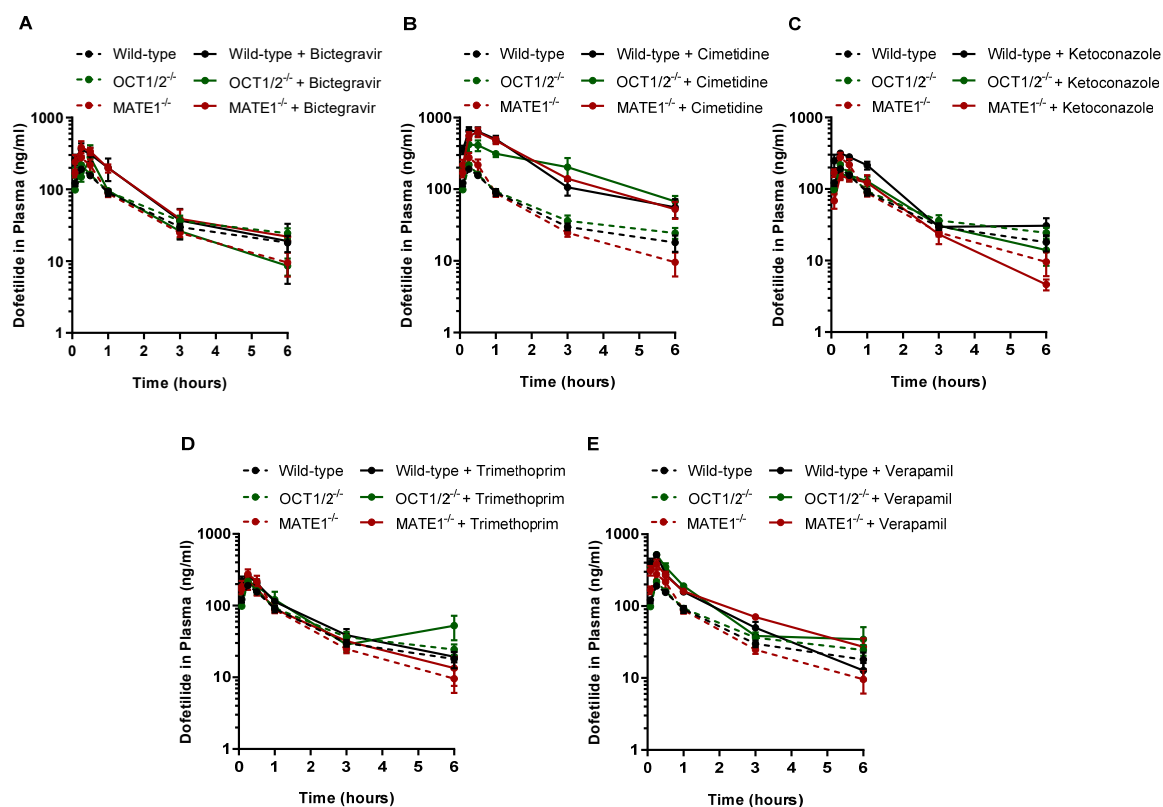 A
Wild-type Wild-type + Bictegravir
OCT1/2-/- OCT1/2-/- + Bictegravir
MATE1-/- MATE1-/- + Bictegravir
Dofetilide in Plasma (ng/ml)
1000
100
10
1
0 1 2 3 4 5 6
Time (hours)
B
Wild-type Wild-type + Cimetidine
OCT1/2-/- OCT1/2-/- + Cimetidine
MATE1-/- MATE1-/- + Cimetidine
Dofetilide in Plasma (ng/ml)
1000
100
10
1
0 1 2 3 4 5 6
Time (hours)
C
Wild-type Wild-type + Ketoconazole
OCT1/2-/- OCT1/2-/- + Ketoconazole
MATE1-/- MATE1-/- + Ketoconazole
Dofetilide in Plasma (ng/ml)
1000
100
10
1
0 1 2 3 4 5 6
Time (hours)
D
Wild-type Wild-type + Trimethoprim
OCT1/2-/- OCT1/2-/- + Trimethoprim
MATE1-/- MATE1-/- + Trimethoprim
Dofetilide in Plasma (ng/ml)
1000
100
10
1
0 1 2 3 4 5 6
Time (hours)
E
Wild-type Wild-type + Verapamil
OCT1/2-/- OCT1/2-/- + Verapamil
MATE1-/- MATE1-/- + Verapamil
Dofetilide in Plasma (ng/ml)
1000
100
10
1
0 1 2 3 4 5 6
Time (hours)